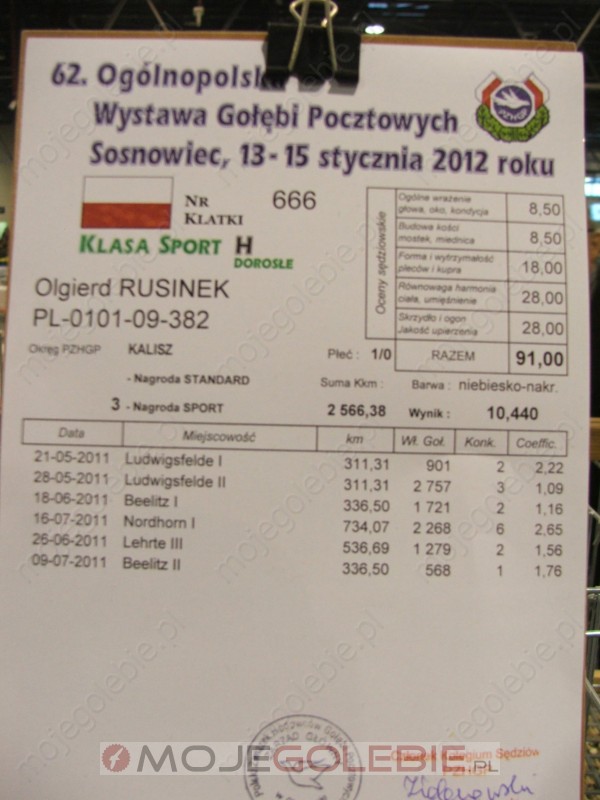 62. Ogólnopolska
Wystawa Gołębi Pocztowych
Sosnowiec, 13-15 stycznia 2012 roku
PZHGP
NR KLATKI 666
KLASA SPORT H
DOROSŁE
Olgierd RUSINEK
PL-0101-09-382
Oceny sędziowskie
Ogólne wrażenie głowa, oko, kondycja 8,50
Budowa kości mostek, miednica 8,50
Forma i wytrzymałość pleców i kupra 18,00
Równowaga harmonia ciała, umięśnienie 28,00
Skrzydło i ogon Jakość upierzenia 28,00
RAZEM 91,00
Okręg PZHGP KALISZ Płeć : 1/0
- Nagroda STANDARD Suma Kkm : Barwa : niebiesko-nakr.
3 - Nagroda SPORT 2 566,38 Wynik : 10,440
Data Miejscowość km Wł. Goł. Konk. Coeffic.
21-05-2011 Ludwigsfelde I 311,31 901 2 2,22
28-05-2011 Ludwigsfelde II 311,31 2 757 3 1,09
18-06-2011 Beelitz I 336,50 1 721 2 1,16
16-07-2011 Nordhorn I 734,07 2 268 6 2,65
26-06-2011 Lehrte III 536,69 1 279 2 1,56
09-07-2011 Beelitz II 336,50 568 1 1,76
Członek Kolegium Sędziów
PZHGP
MOJEGOLEBIE.PL
mojegolebie.pl